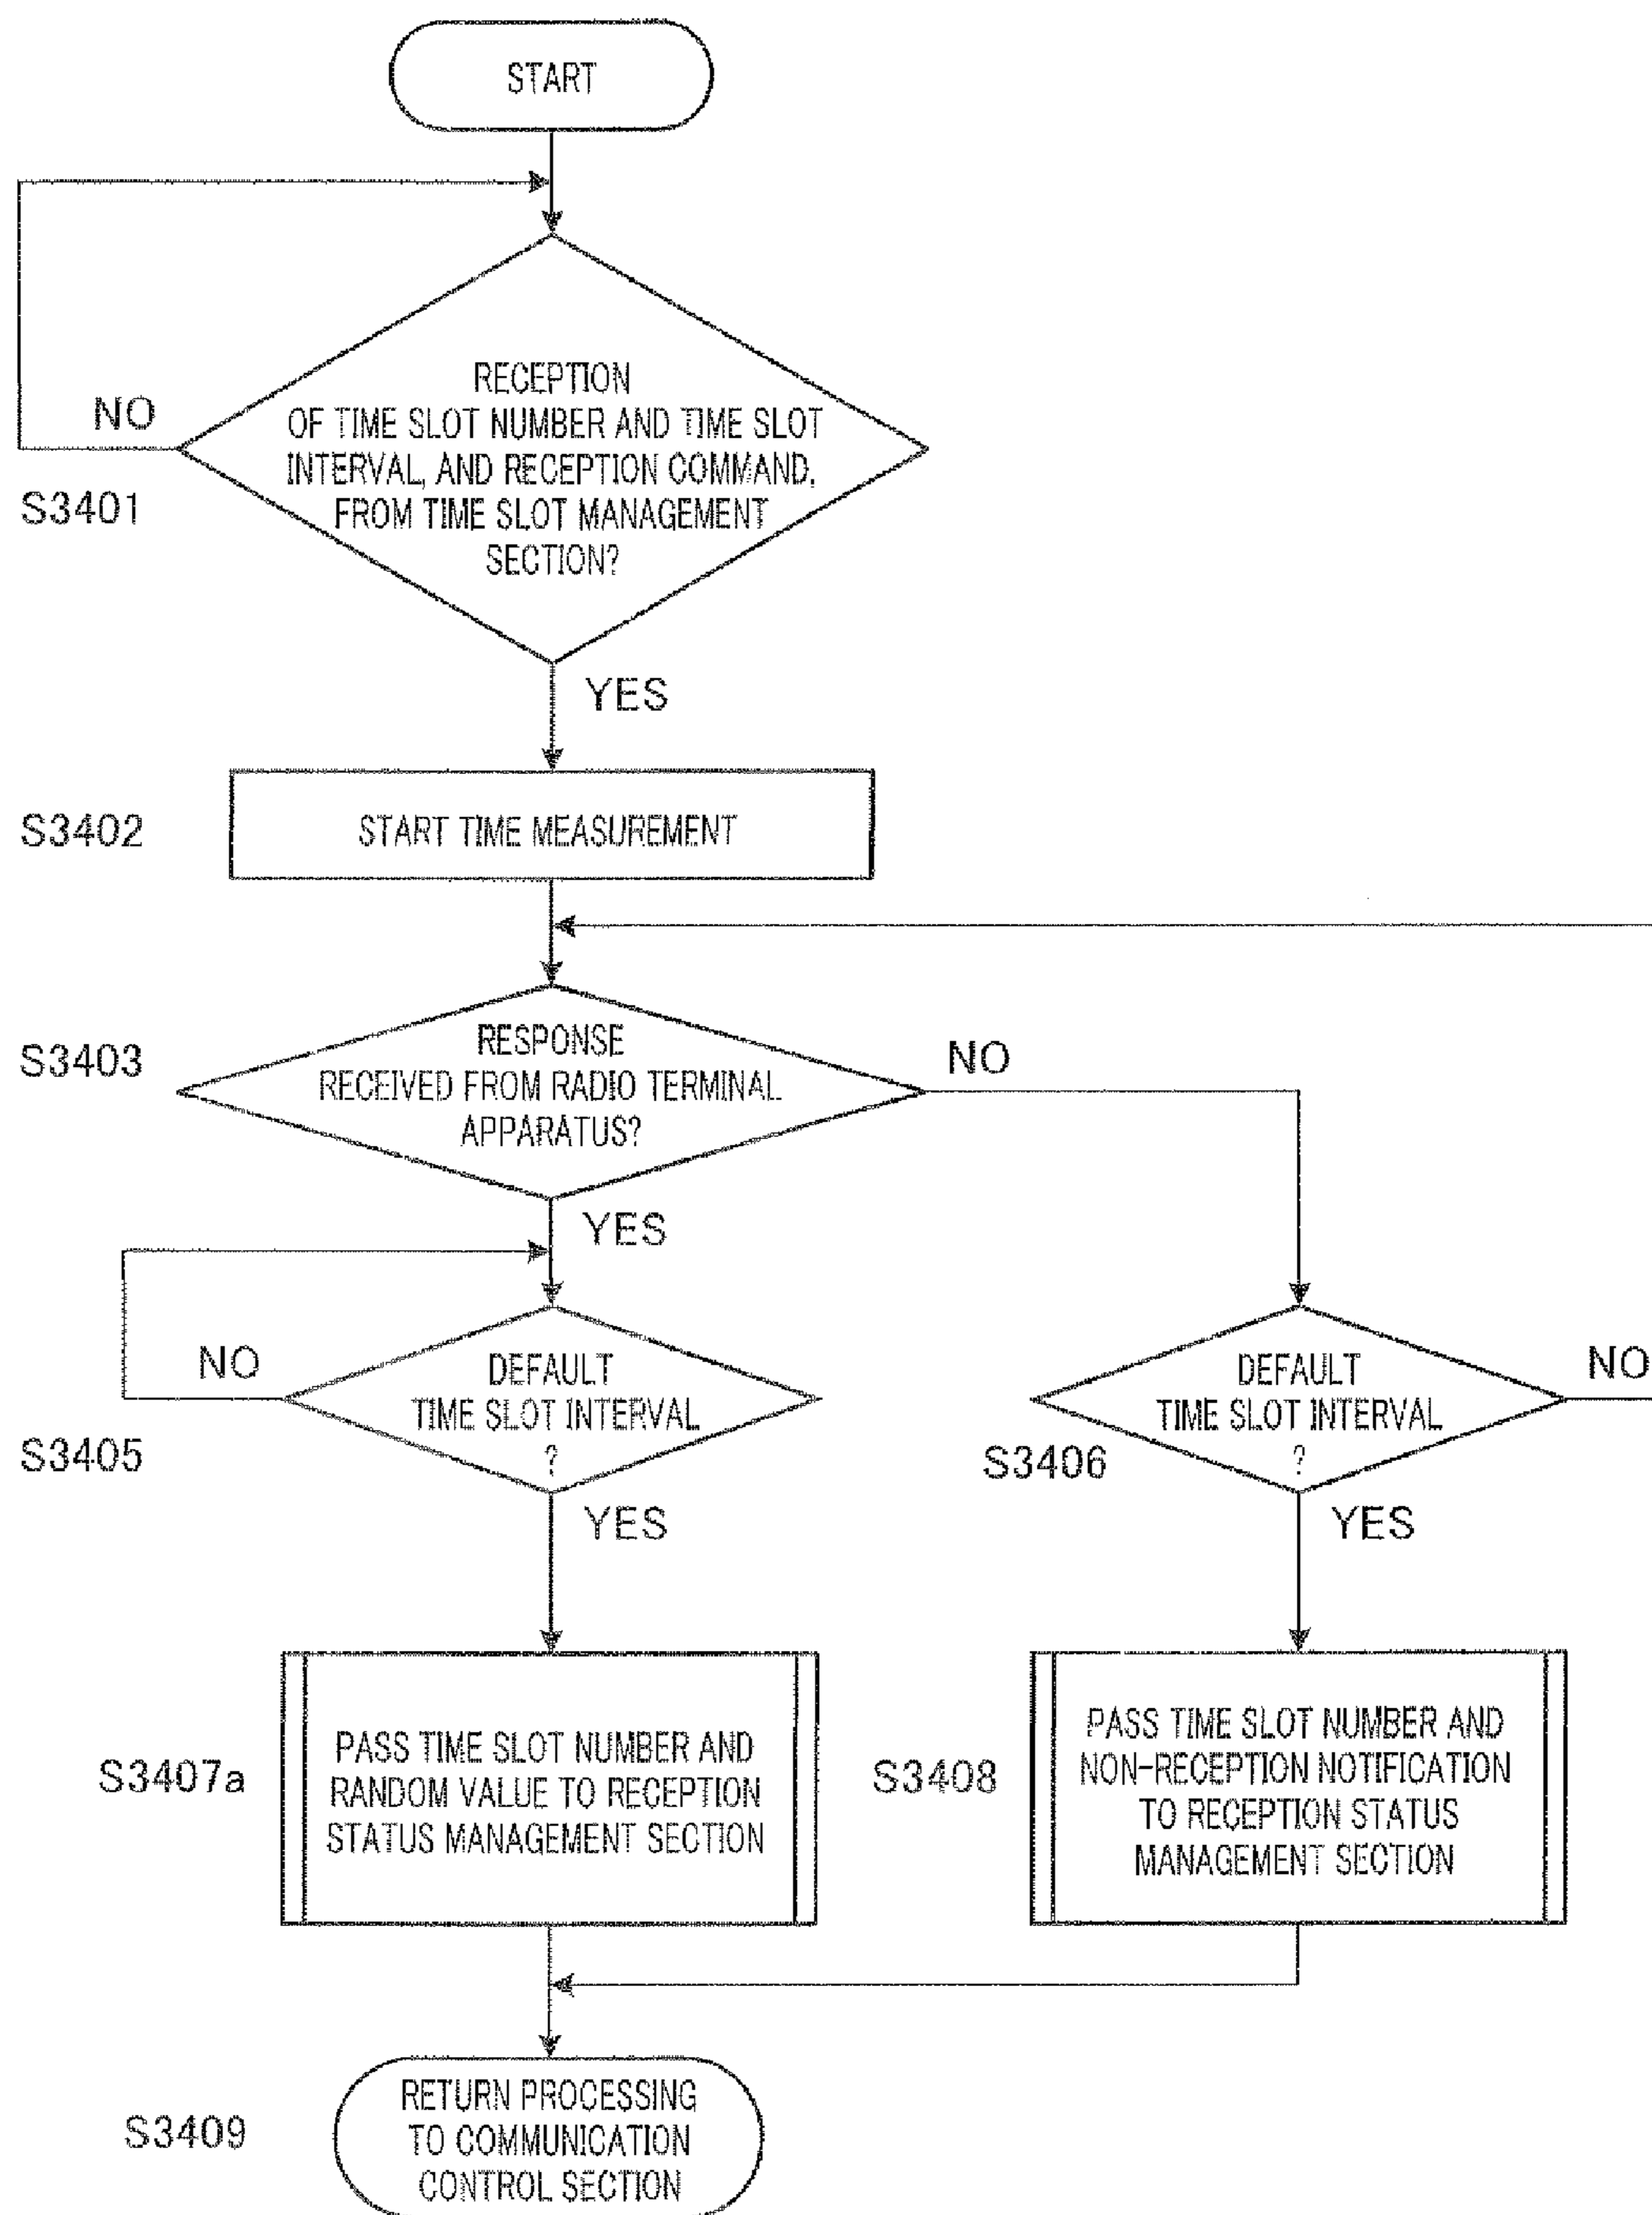 START
NO
RECEPTION
OF TIME SLOT NUMBER AND TIME SLOT
INTERVAL, AND RECEPTION COMMAND,
FROM TIME SLOT MANAGEMENT
SECTION?
S3401
YES
S3402
START TIME MEASUREMENT
S3403
RESPONSE
RECEIVED FROM RADIO TERMINAL
APPARATUS?
NO
YES
NO
DEFAULT
TIME SLOT INTERVAL
?
S3405
YES
DEFAULT
TIME SLOT INTERVAL
?
NO
S3406
YES
S3407a
PASS TIME SLOT NUMBER AND
RANDOM VALUE TO RECEPTION
STATUS MANAGEMENT SECTION
S3408
PASS TIME SLOT NUMBER AND
NON-RECEPTION NOTIFICATION
TO RECEPTION STATUS
MANAGEMENT SECTION
S3409
RETURN PROCESSING
TO COMMUNICATION
CONTROL SECTION